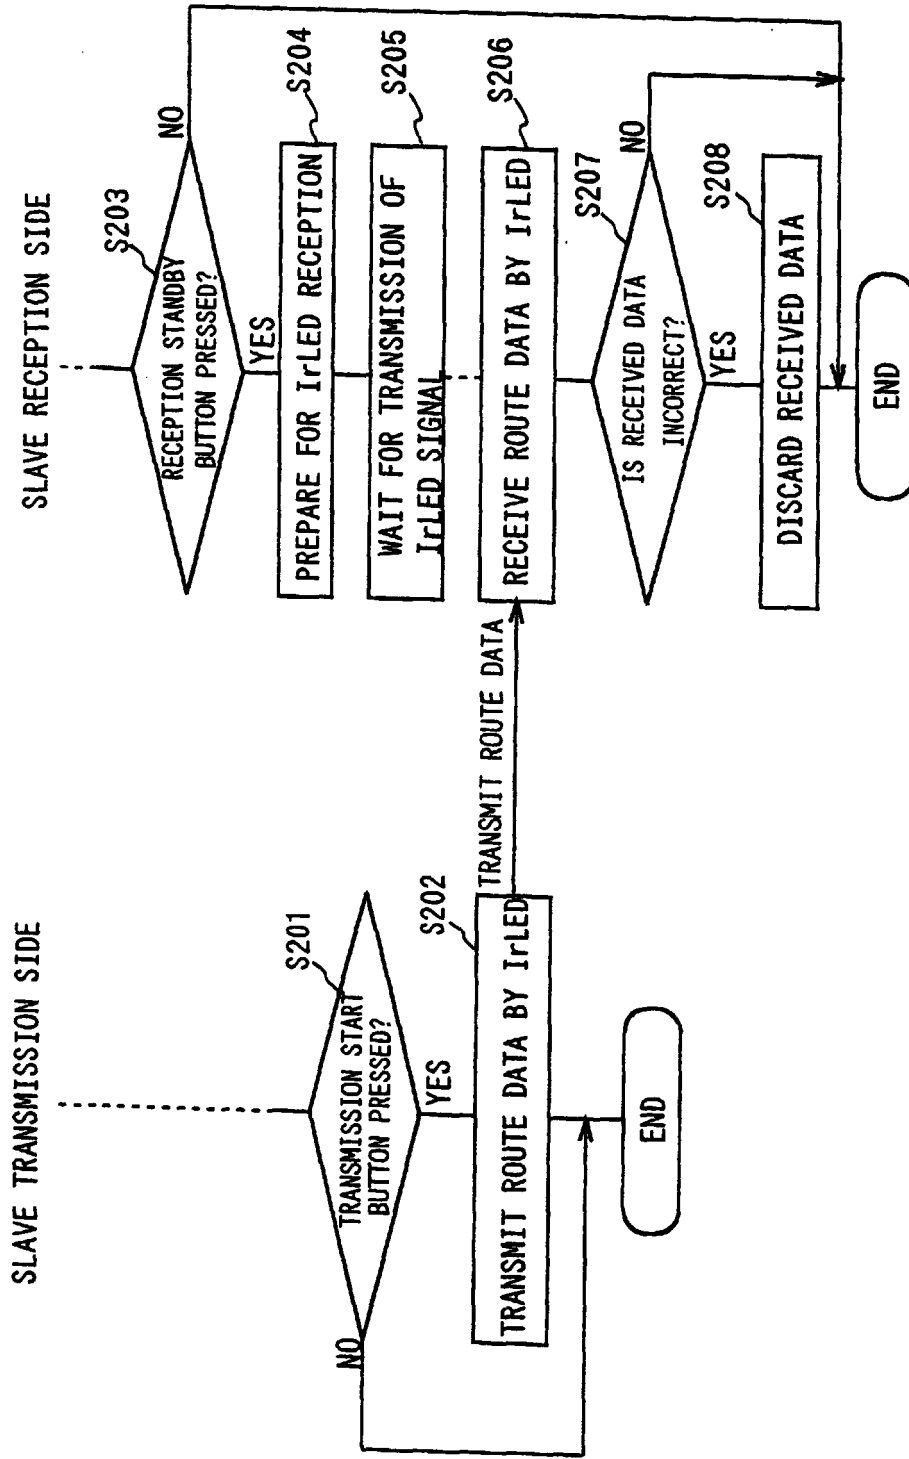 SLAVE TRANSMISSION SIDE
S201
TRANSMISSION START
BUTTON PRESSED?
NO
YES
S202
TRANSMIT ROUTE DATA BY IrLED
END
TRANSMIT ROUTE DATA
SLAVE RECEPTION SIDE
S203
RECEPTION STANDBY
BUTTON PRESSED?
NO
YES
S204
PREPARE FOR IrLED RECEPTION
S205
WAIT FOR TRANSMISSION OF
IrLED SIGNAL
S206
RECEIVE ROUTE DATA BY IrLED
S207
IS RECEIVED DATA
INCORRECT?
NO
YES
S208
DISCARD RECEIVED DATA
END